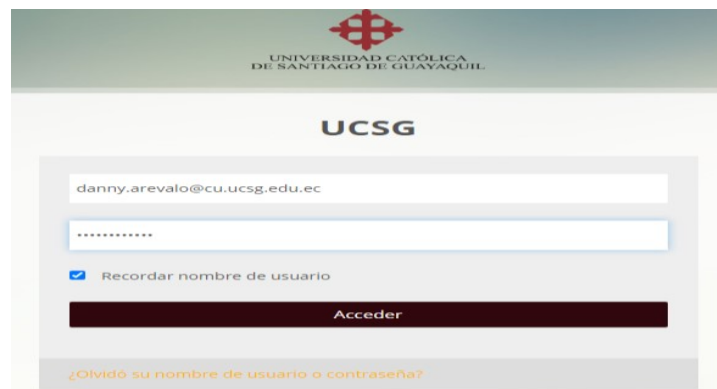 UNIVERSIDAD CATÓLICA
DE SANTIAGO DE GUAYAQUIL
UCSG
danny.arevalo@cu.ucsg.edu.ec
••••••••••••
Recordar nombre de usuario
Acceder
¿Olvidó su nombre de usuario o contraseña?